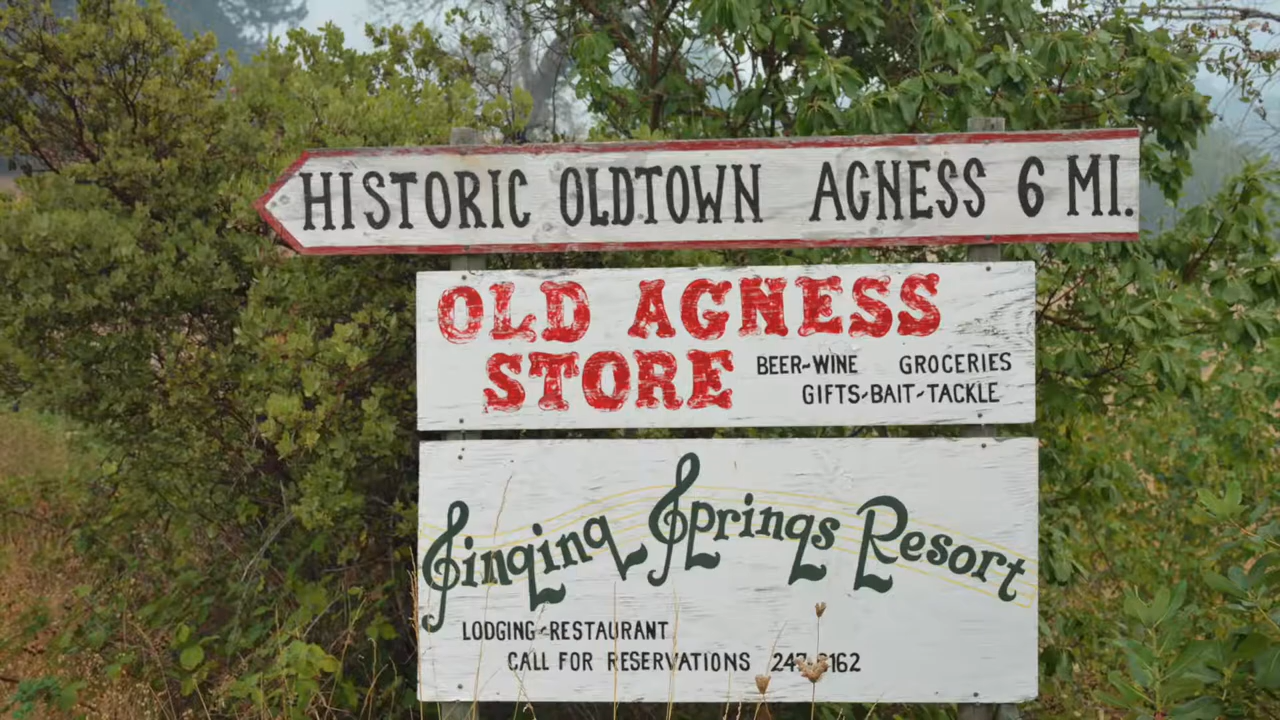 HISTORIC OLDTOWN AGNESS 6 MI.
OLD AGNESS
STORE
BEER-WINE GROCERIES
GIFTS-BAIT-TACKLE
Singing Springs Resort
LODGING-RESTAURANT
CALL FOR RESERVATIONS